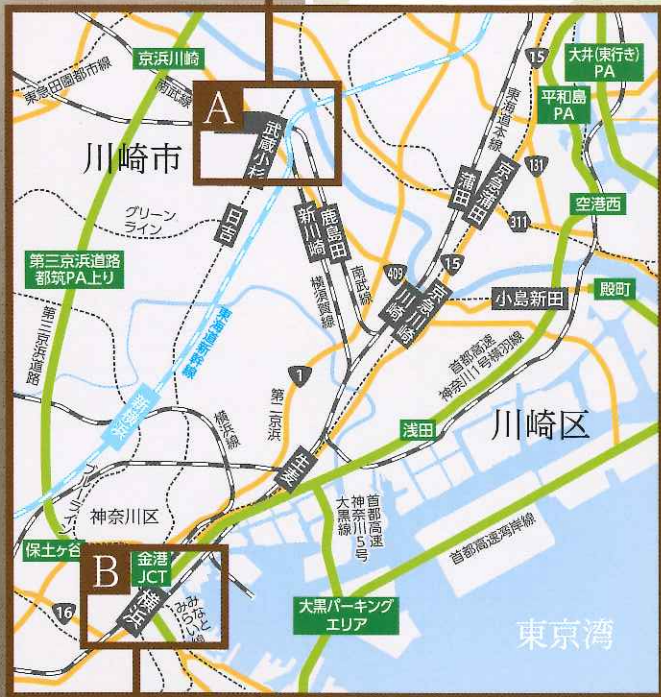 京浜川崎
東急田園都市線
南武線
A
武蔵小杉
川崎市
15
大井(東行き)
PA
平和島
PA
東海道本線
131
京急蒲田
蒲田
空港西
311
グリーン
ライン
日吉
新川崎
鹿島田
409
15
小島新田
殿町
第三京浜道路
都筑PA上り
東海道新幹線
横須賀線
南武線
川崎
京急川崎
第三京浜道路
首都高速
神奈川1号横羽線
1
第二京浜
新横浜
横浜線
浅田
川崎区
生麦
ブルーライン
神奈川区
首都高速
神奈川5号
大黒線
首都高速湾岸線
保土ヶ谷
B
金港
JCT
16
横浜
みなと
みらい線
大黒パーキング
エリア
東京湾